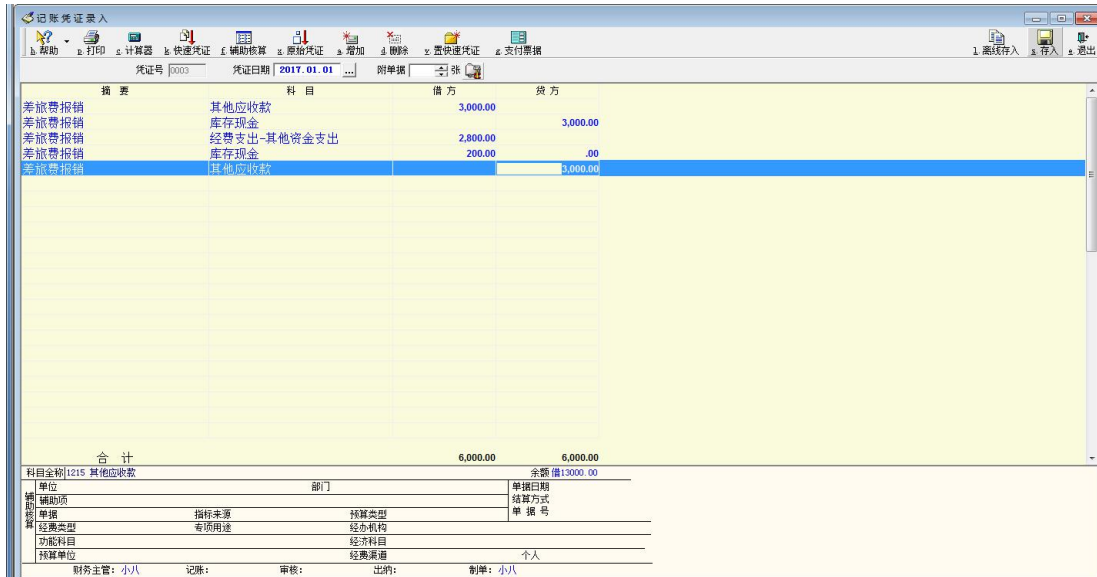 记账凭证录入
h.帮助 p.打印 c.计算器 k.快速凭证 f.辅助核算 x.原始凭证 a.增加 d.删除 y.置快速凭证 z.支付票据 l.离线存入 s.存入 e.退出
凭证号 0003 凭证日期 2017.01.01 ... 附单据 张
摘 要 科 目 借 方 贷 方
差旅费报销 其他应收款 3,000.00
差旅费报销 库存现金 3,000.00
差旅费报销 经费支出-其他资金支出 2,800.00
差旅费报销 库存现金 200.00 .00
差旅费报销 其他应收款 3,000.00
合 计 6,000.00 6,000.00
科目全称 1215 其他应收款 余额 借13000.00
辅助核算
单位 部门 单据日期
辅助项 结算方式
单据 指标来源 预算类型 单 据 号
经费类型 专项用途 经办机构
功能科目 经济科目
预算单位 经费渠道 个人
财务主管: 小八 记账: 审核: 出纳: 制单: 小八